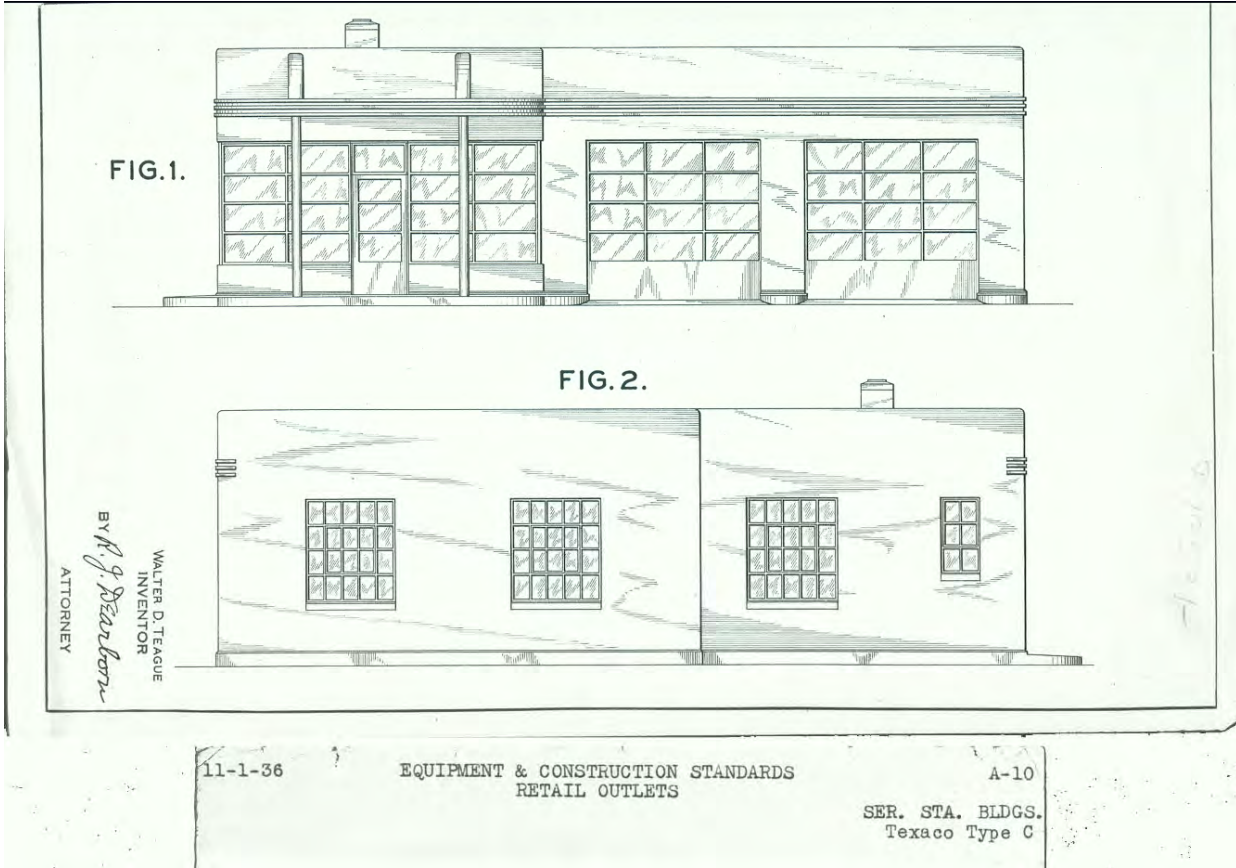 FIG.1.
FIG.2.
WALTER D. TEAGUE
INVENTOR
BY R. J. Dearborn
ATTORNEY
11-1-36 EQUIPMENT & CONSTRUCTION STANDARDS A-10
RETAIL OUTLETS
SER. STA. BLDGS.
Texaco Type C